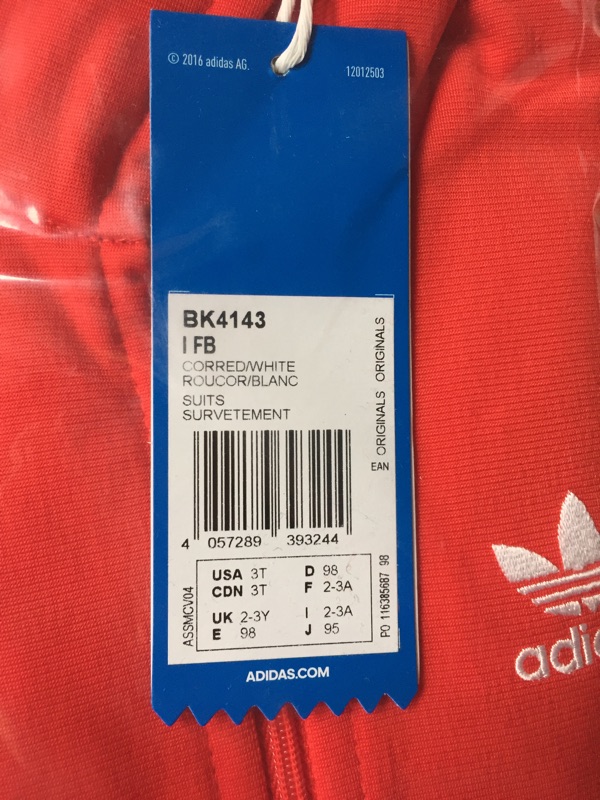 © 2016 adidas AG.
12012503
BK4143
I FB
CORRED/WHITE
ROUCOR/BLANC
SUITS
SURVETEMENT
ORIGINALS ORIGINALS
EAN
4 057289 393244
USA 3T D 98
CDN 3T F 2-3A
UK 2-3Y I 2-3A
E 98 J 95
ASSMCV04
PO 116385687 98
ADIDAS.COM